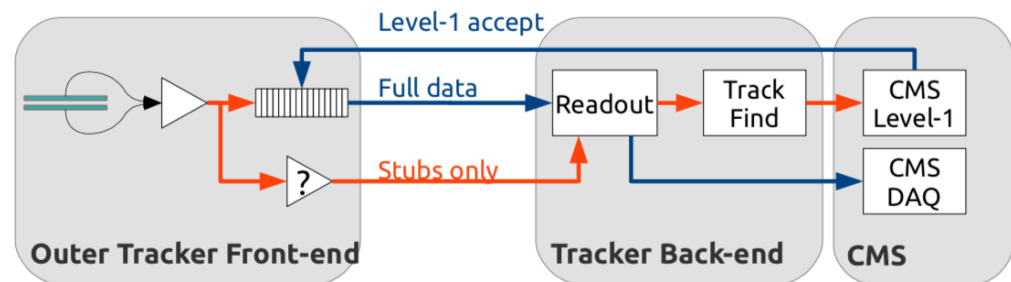 Level-1 accept
Full data
Readout
Track
Find
CMS
Level-1
?
Stubs only
CMS
DAQ
Outer Tracker Front-end
Tracker Back-end
CMS